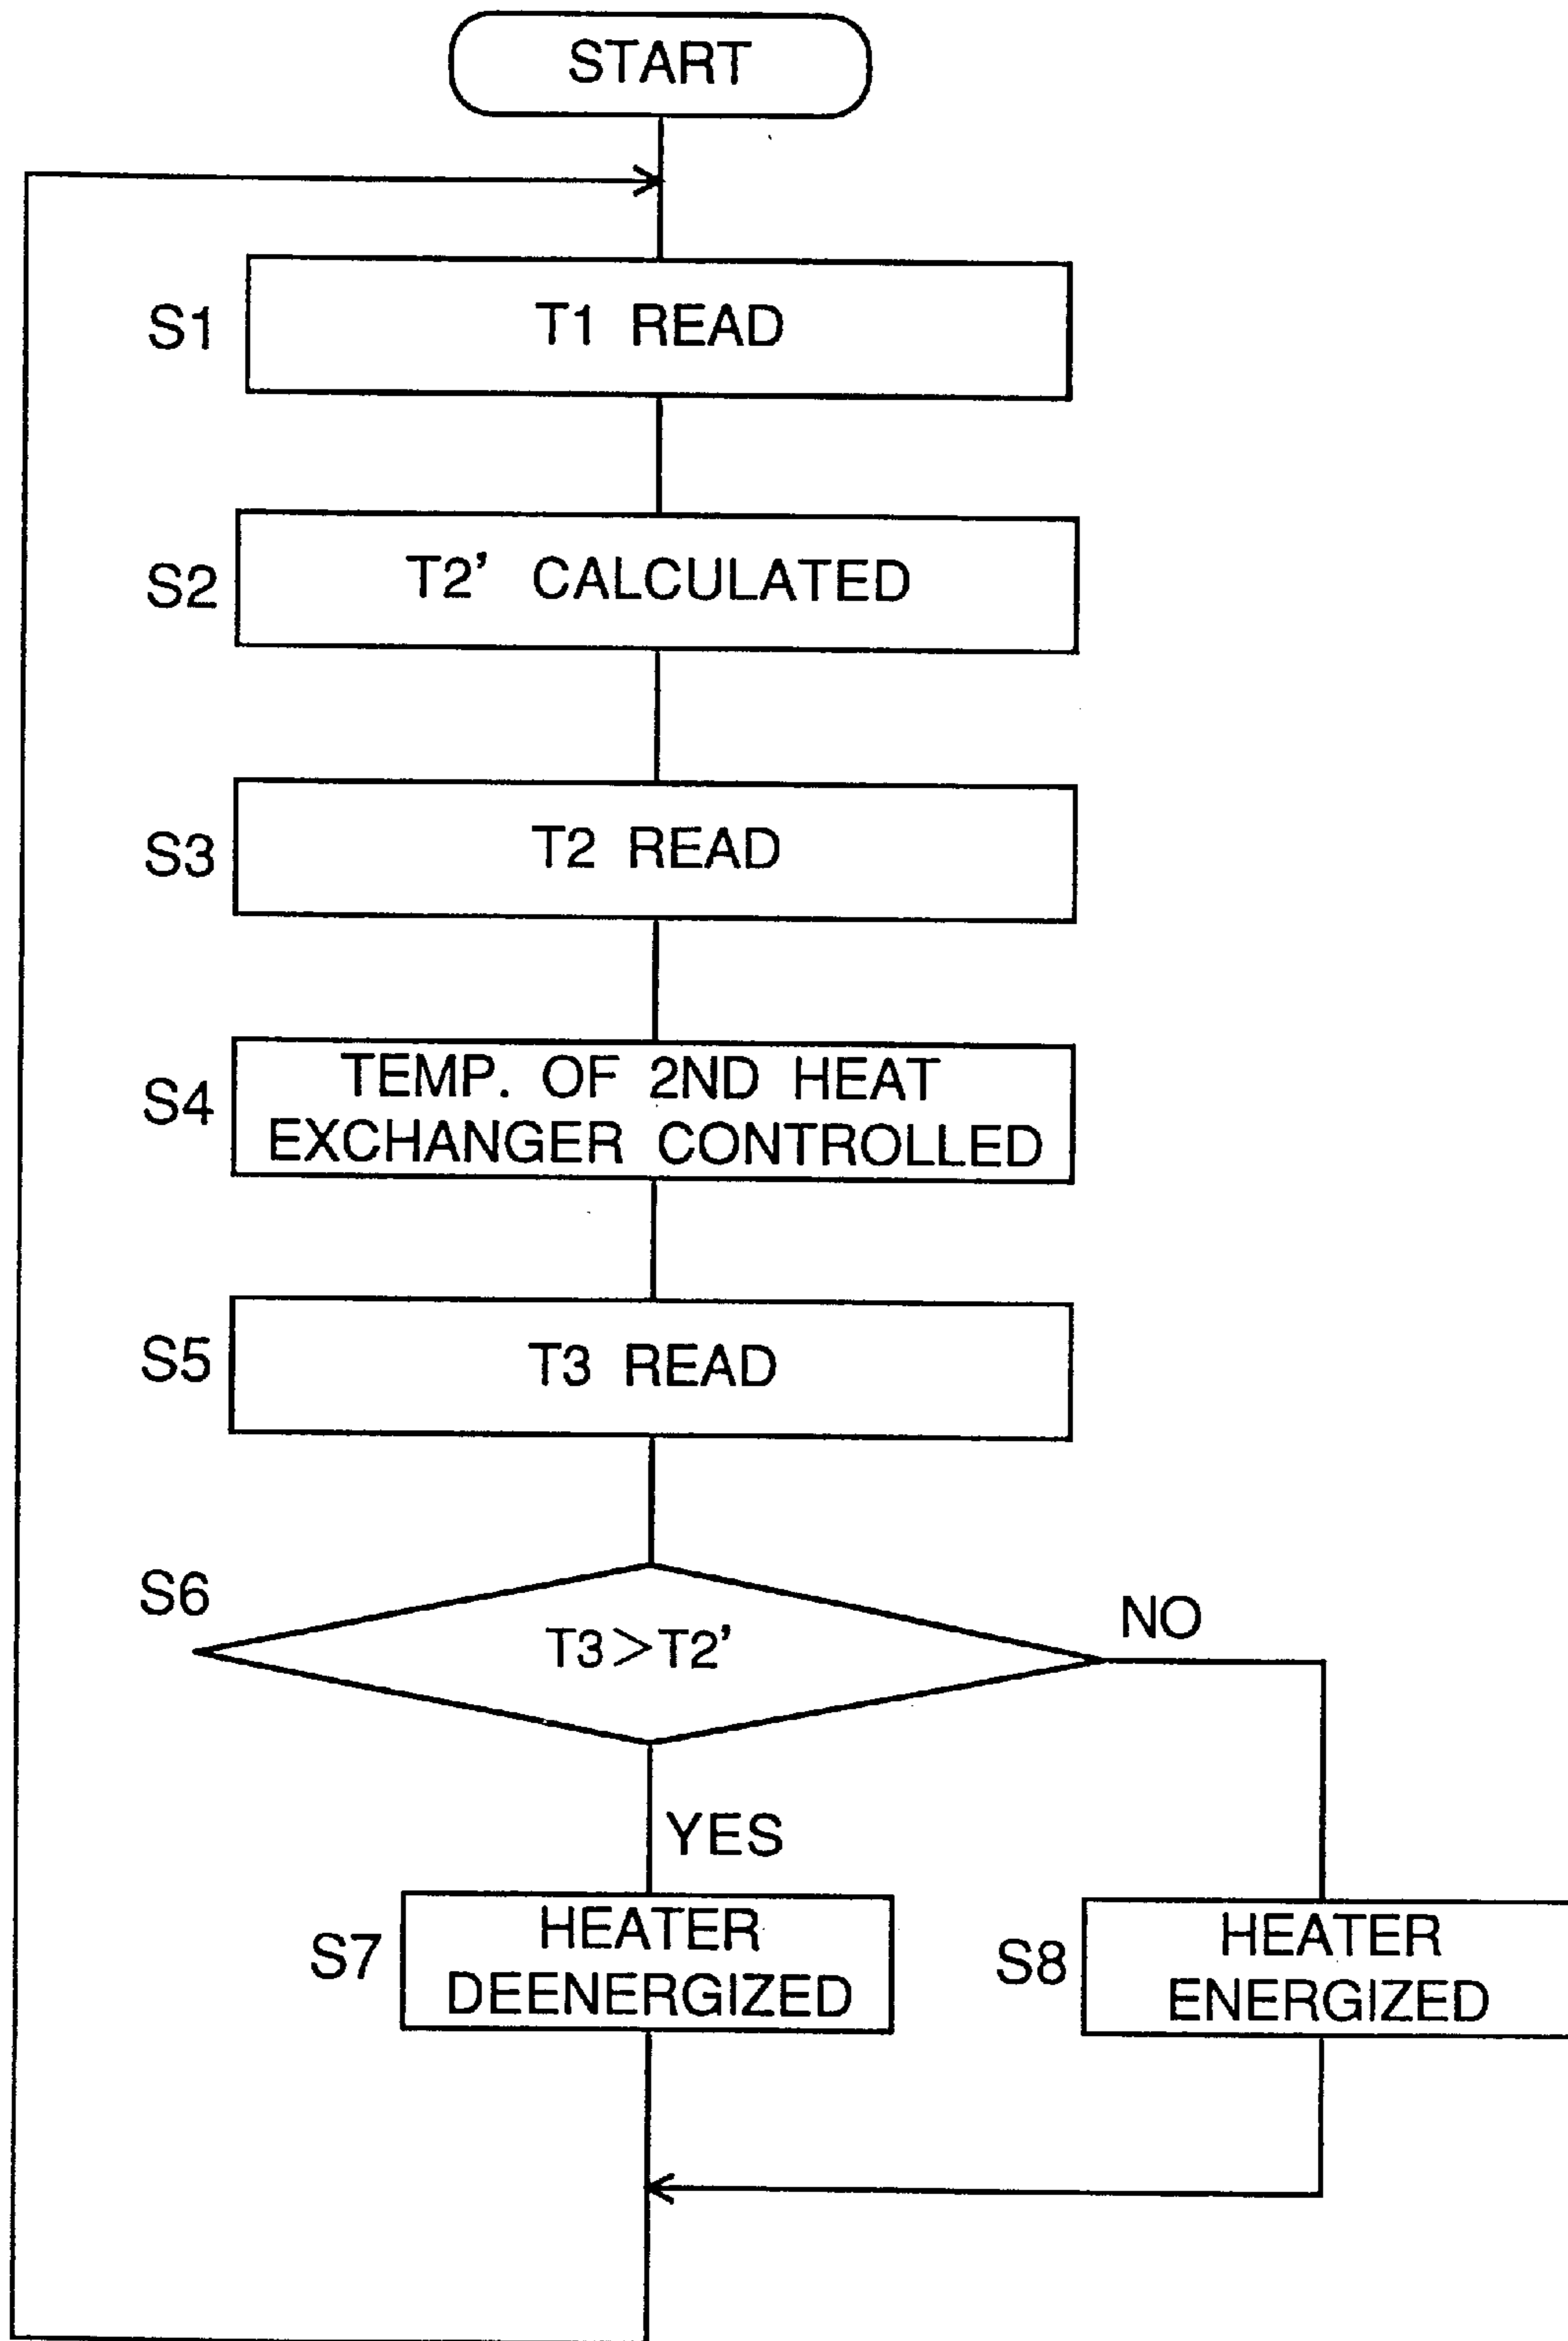 START
S1
T1 READ
S2
T2' CALCULATED
S3
T2 READ
S4
TEMP. OF 2ND HEAT
EXCHANGER CONTROLLED
S5
T3 READ
S6
T3>T2'
NO
YES
S7
HEATER
DEENERGIZED
S8
HEATER
ENERGIZED